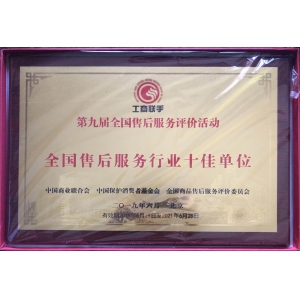 工商联手
第九届全国售后服务评价活动
全国售后服务行业十佳单位
中国商业联合会 中国保护消费者基金会 全国商品售后服务评价委员会
二〇一九年六月 北京